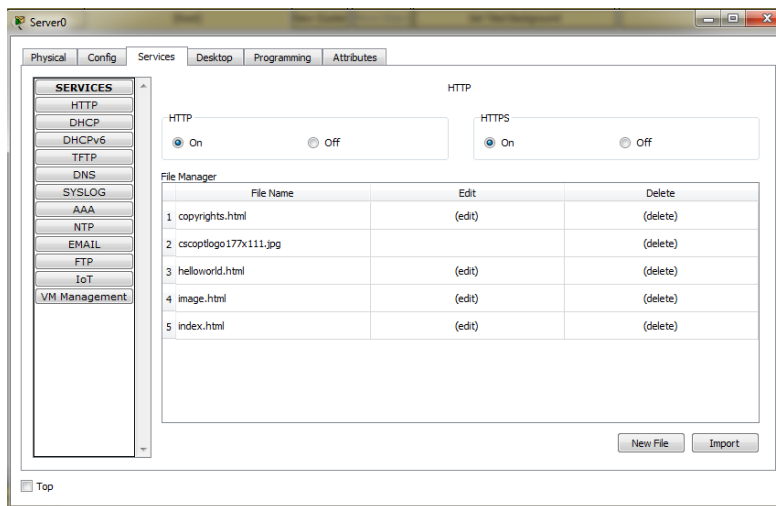 Server0
Physical Config Services Desktop Programming Attributes
SERVICES
HTTP
DHCP
DHCPv6
TFTP
DNS
SYSLOG
AAA
NTP
EMAIL
FTP
IoT
VM Management
HTTP
HTTP
On Off
HTTPS
On Off
File Manager
File Name Edit Delete
1 copyrights.html (edit) (delete)
2 cscoptlogo177x111.jpg (delete)
3 helloworld.html (edit) (delete)
4 image.html (edit) (delete)
5 index.html (edit) (delete)
New File Import
Top